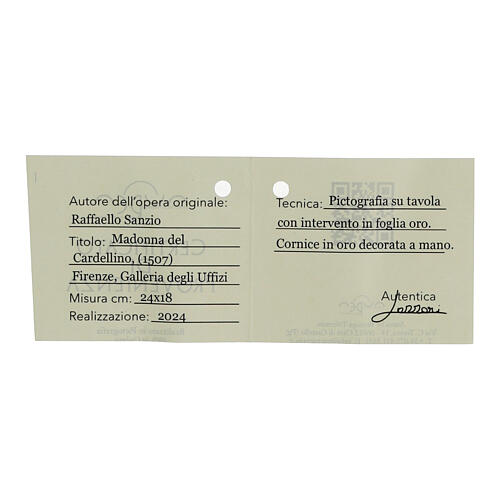 Autore dell'opera originale:
Raffaello Sanzio
Titolo: Madonna del
Cardellino, (1507)
Firenze, Galleria degli Uffizi
Misura cm: 24x18
Realizzazione: 2024
Tecnica: Pictografia su tavola
con intervento in foglia oro.
Cornice in oro decorata a mano.
Autentica